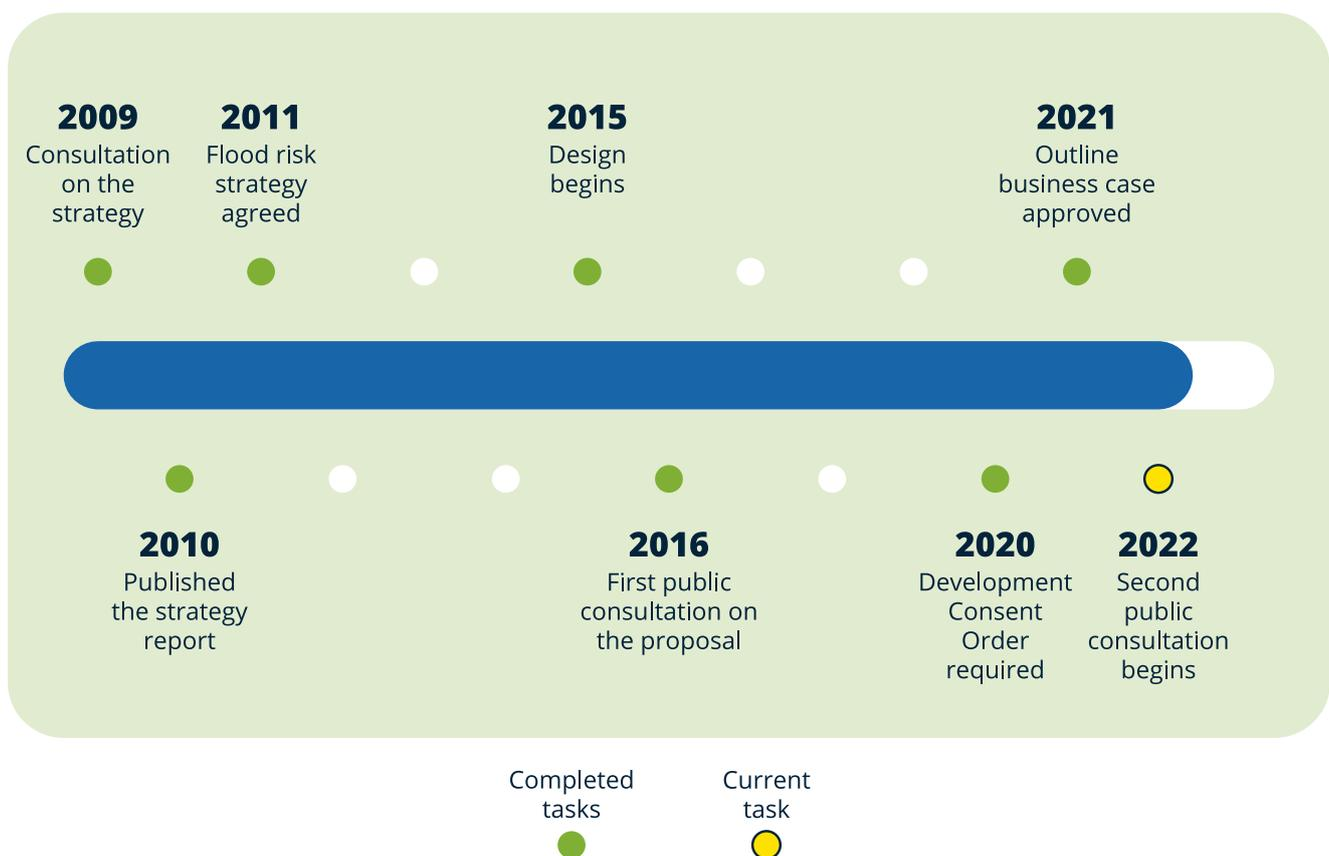 2009
Consultation
on the
strategy
2011
Flood risk
strategy
agreed
2015
Design
begins
2021
Outline
business case
approved
2010
Published
the strategy
report
2016
First public
consultation on
the proposal
2020
Development
Consent
Order
required
2022
Second
public
consultation
begins
Completed
tasks
Current
task